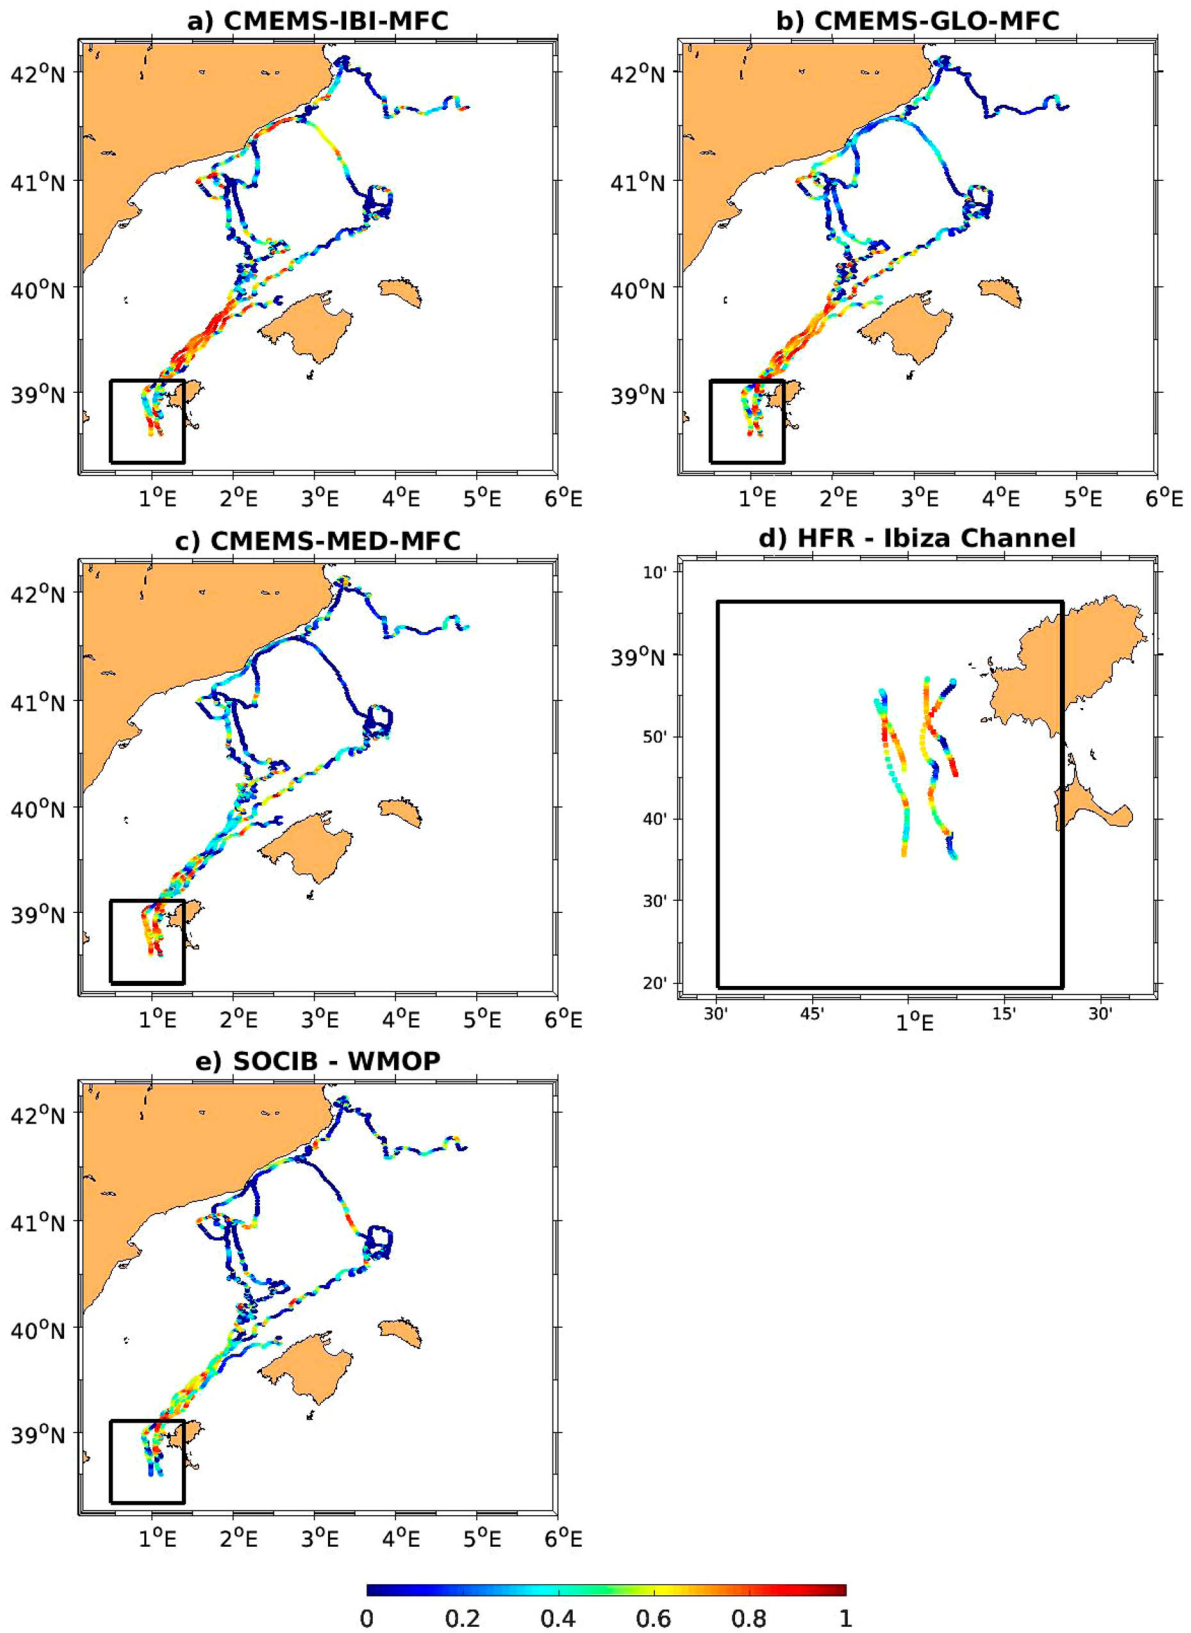 a) CMEMS-IBI-MFC
b) CMEMS-GLO-MFC
42°N
41°N
40°N
39°N
1°E 2°E 3°E 4°E 5°E 6°E
42°N
41°N
40°N
39°N
1°E 2°E 3°E 4°E 5°E 6°E
c) CMEMS-MED-MFC
d) HFR - Ibiza Channel
42°N
41°N
40°N
39°N
1°E 2°E 3°E 4°E 5°E 6°E
10'
39°N
50'
40'
30'
20'
30' 45' 1°E 15' 30'
e) SOCIB - WMOP
42°N
41°N
40°N
39°N
1°E 2°E 3°E 4°E 5°E 6°E
0 0.2 0.4 0.6 0.8 1